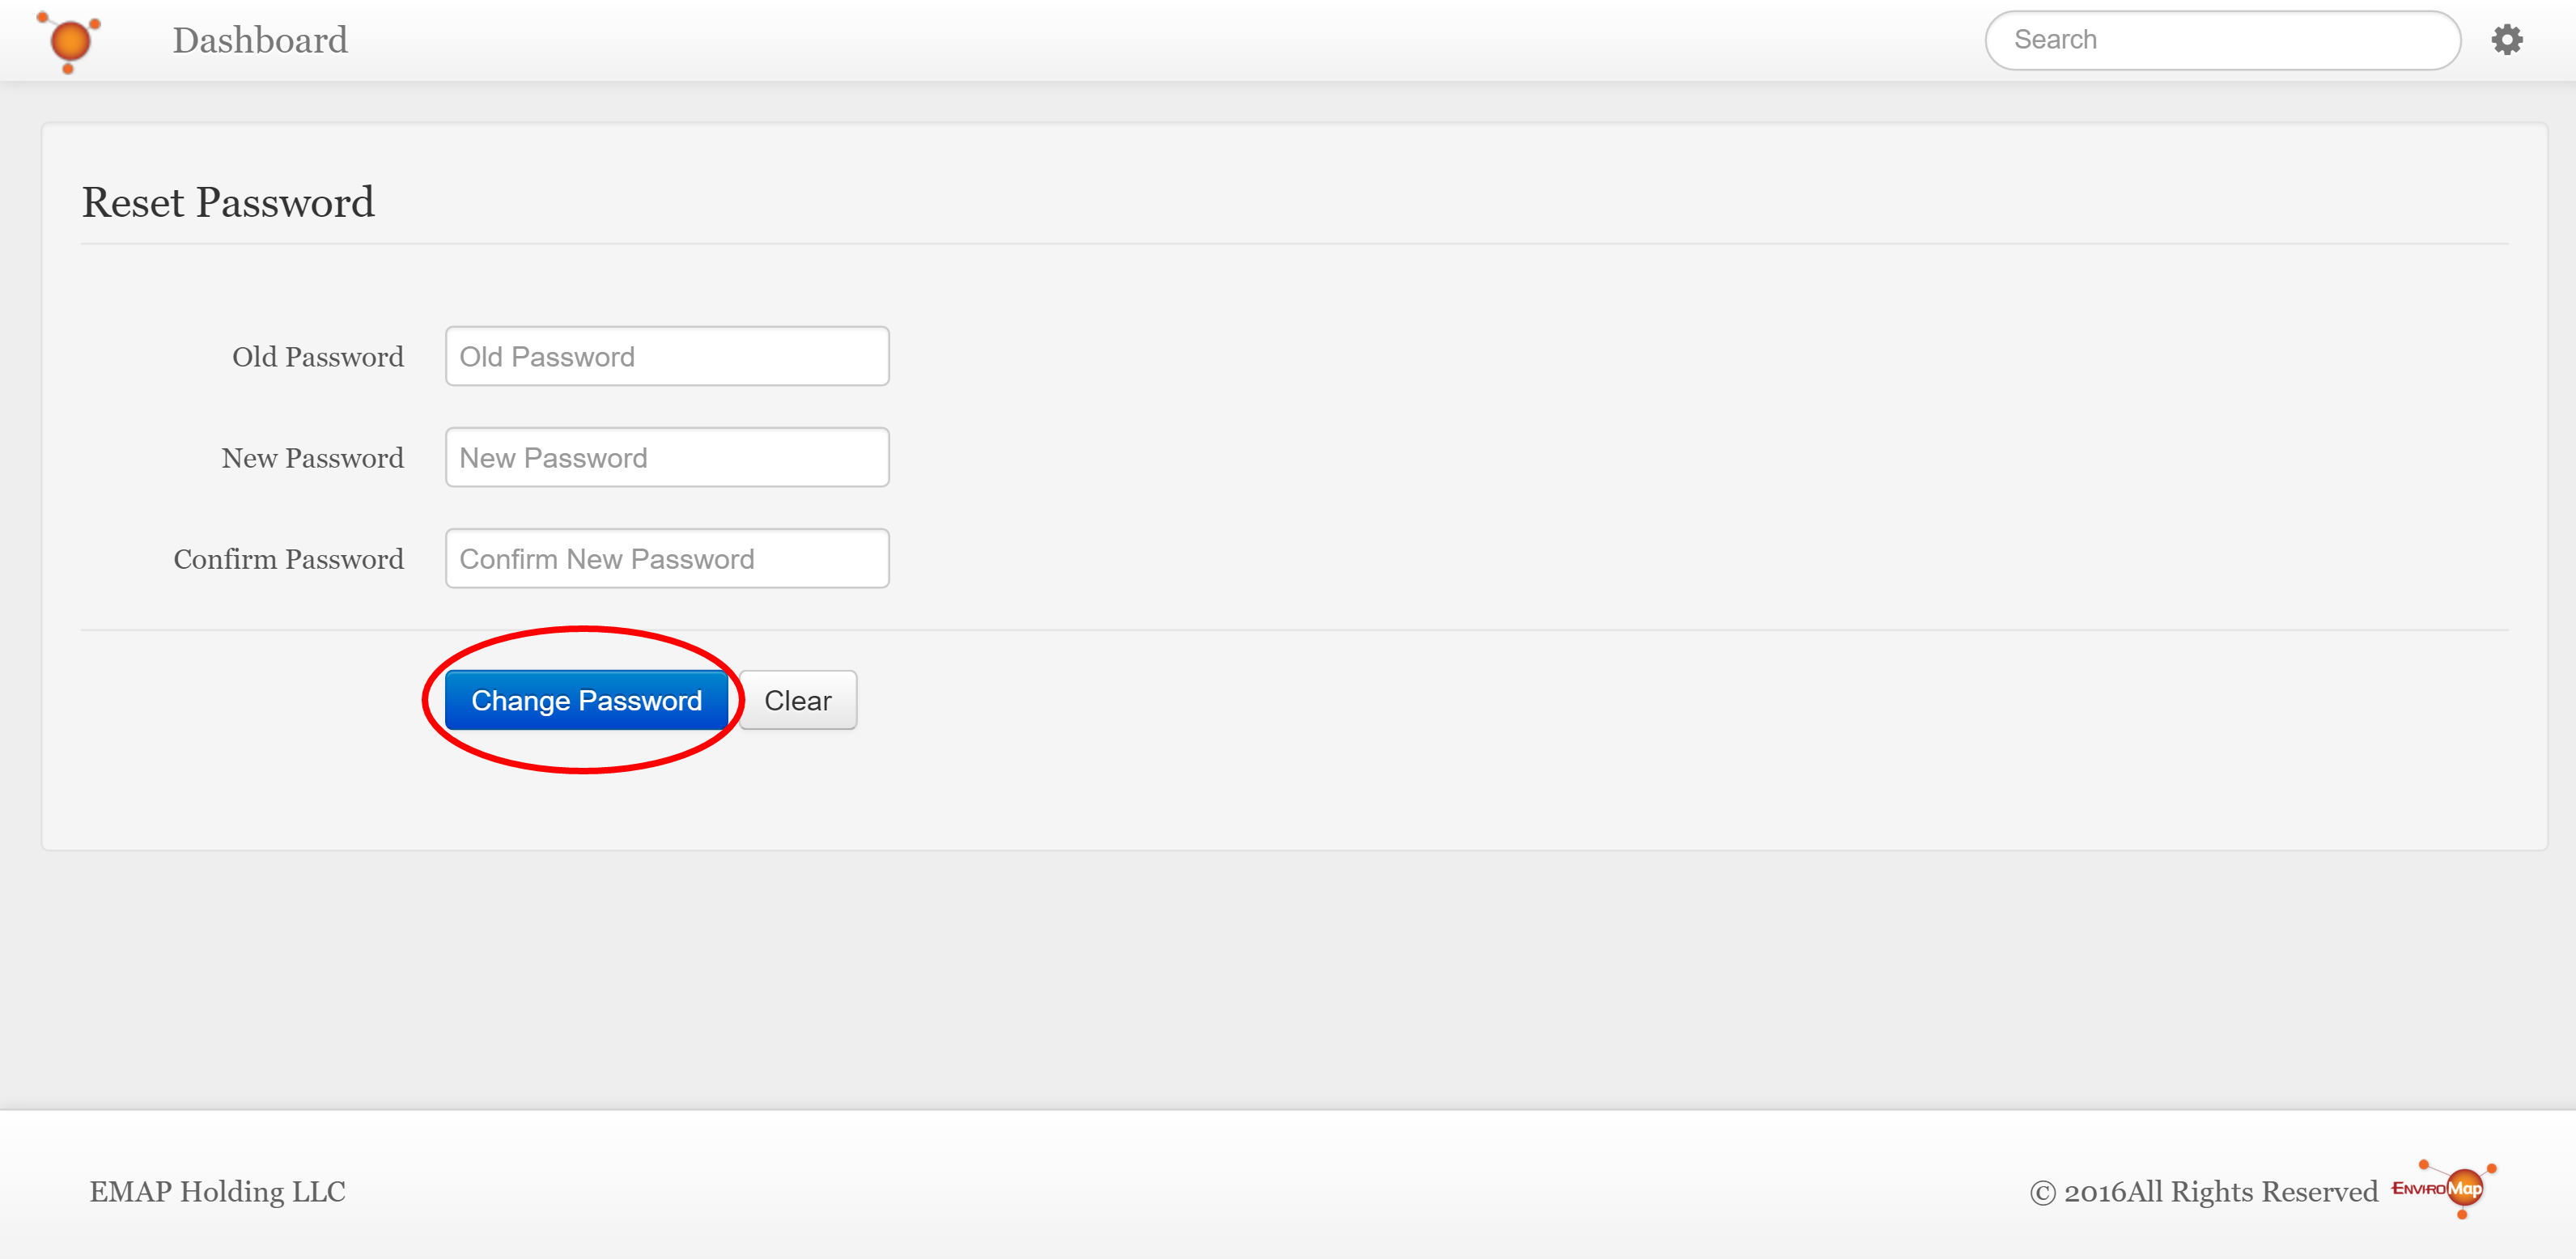 Dashboard
Search
Reset Password
Old Password
Old Password
New Password
New Password
Confirm Password
Confirm New Password
Change Password
Clear
EMAP Holding LLC
© 2016All Rights Reserved
ENVIROMap